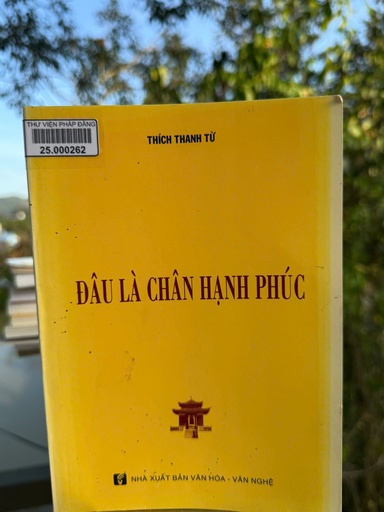 THƯ VIỆN PHÁP ĐĂNG
25.000262
THÍCH THANH TỪ
ĐÂU LÀ CHÂN HẠNH PHÚC
NHÀ XUẤT BẢN VĂN HÓA - VĂN NGHỆ